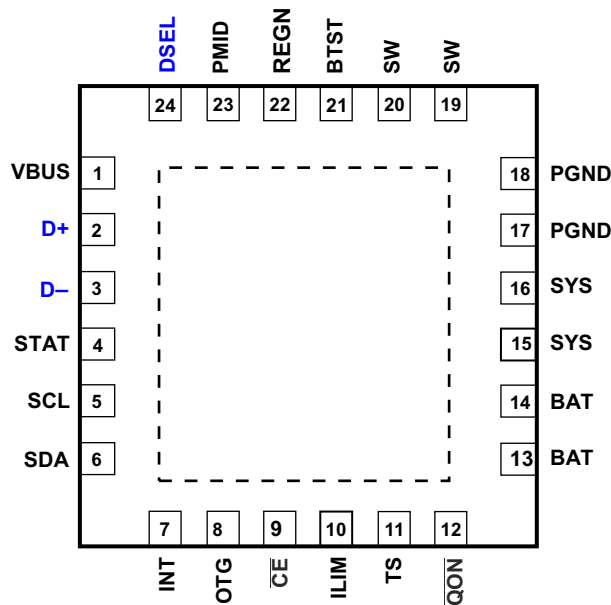 DSEL PMID REGN BTST SW SW
24 23 22 21 20 19
VBUS 1 18 PGND
D+ 2 17 PGND
D– 3 16 SYS
STAT 4 15 SYS
SCL 5 14 BAT
SDA 6 13 BAT
7 8 9 10 11 12
INT OTG C̅E̅ ILIM TS Q̅O̅N̅